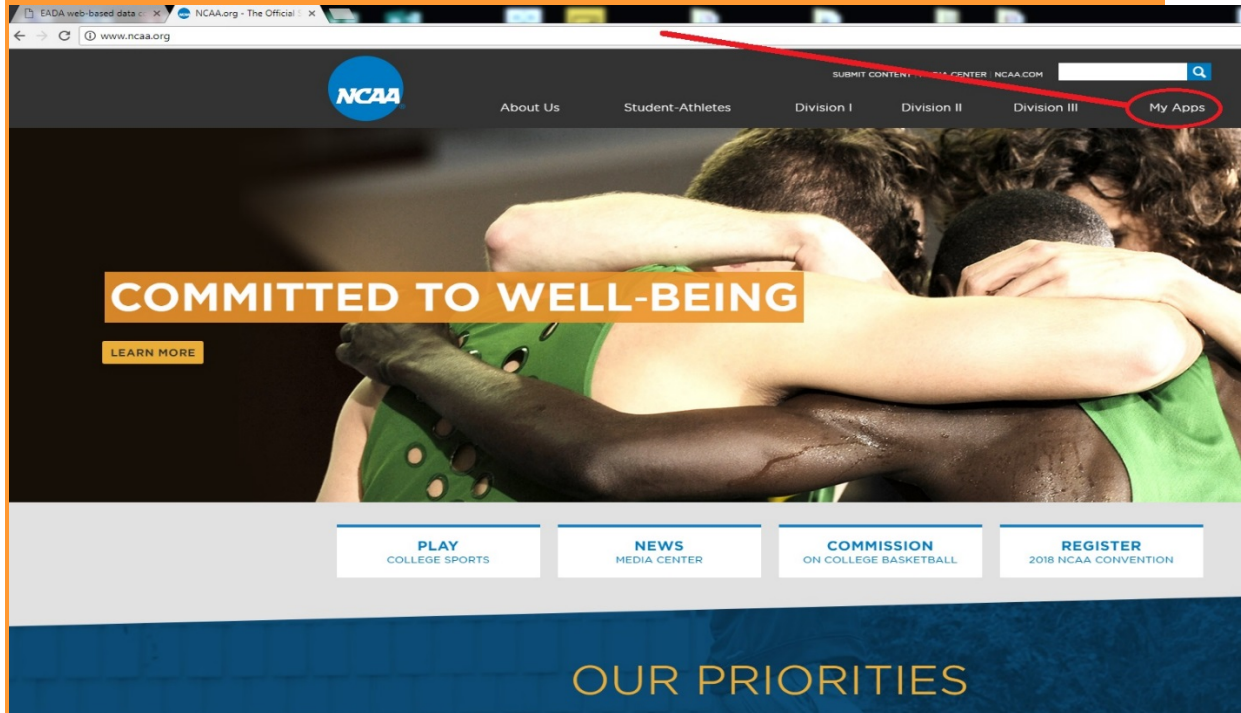 EADA web-based data c
NCAA.org - The Official S
www.ncaa.org
SUBMIT CONTENT CENTER | NCAA.COM
NCAA
About Us Student-Athletes Division I Division II Division III My Apps
COMMITTED TO WELL-BEING
LEARN MORE
PLAY
COLLEGE SPORTS
NEWS
MEDIA CENTER
COMMISSION
ON COLLEGE BASKETBALL
REGISTER
2018 NCAA CONVENTION
OUR PRIORITIES